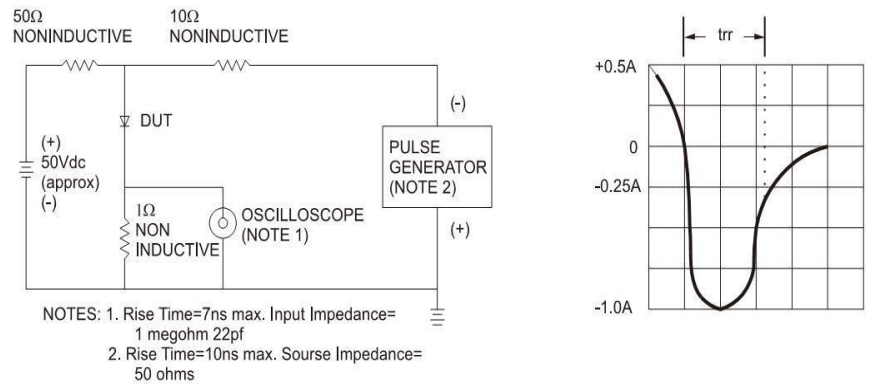 50Ω
NONINDUCTIVE
10Ω
NONINDUCTIVE
DUT
(+)
50Vdc
(approx)
(-)
1Ω
NON
INDUCTIVE
OSCILLOSCOPE
(NOTE 1)
(-)
PULSE
GENERATOR
(NOTE 2)
(+)
NOTES: 1. Rise Time=7ns max. Input Impedance=
1 megohm 22pf
2. Rise Time=10ns max. Sourse Impedance=
50 ohms
trr
+0.5A
0
-0.25A
-1.0A